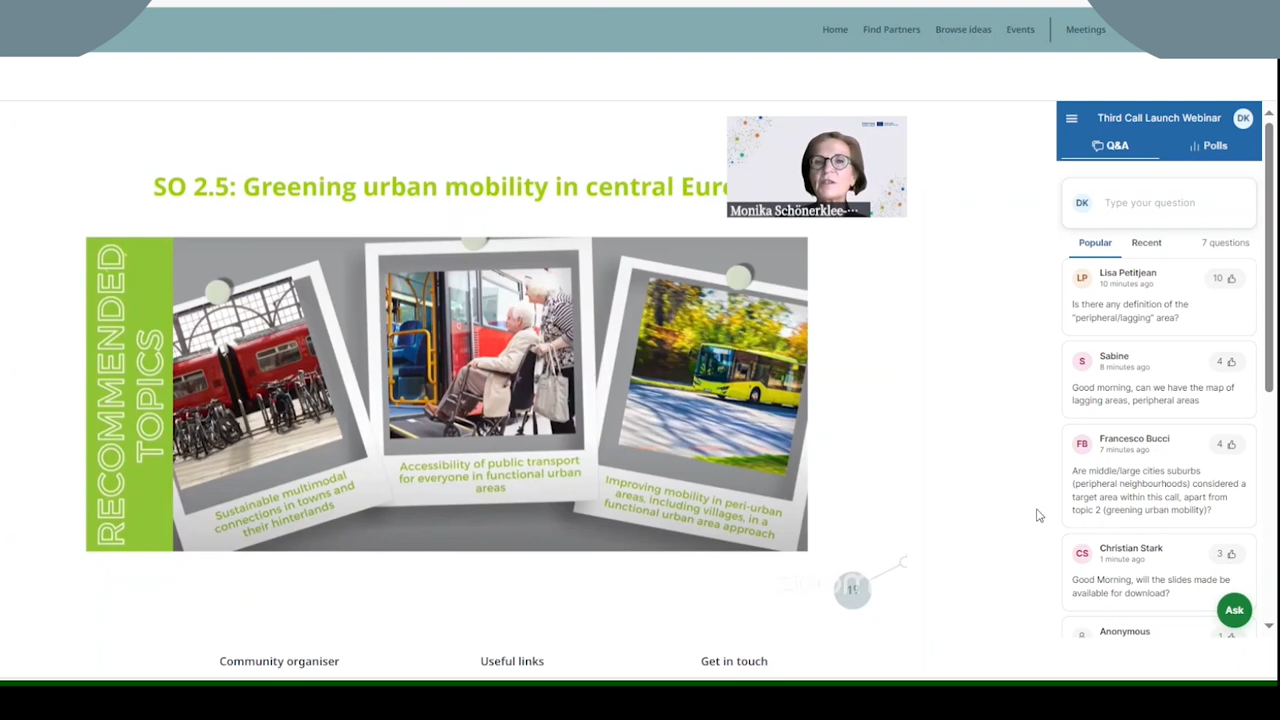 Home Find Partners Browse ideas Events Meetings
SO 2.5: Greening urban mobility in central Eur
Monika Schönerklee-...
RECOMMENDED
TOPICS
Sustainable multimodal
connections in towns and
their hinterlands
Accessibility of public transport
for everyone in functional urban
areas
Improving mobility in peri-urban
areas, including villages, in a
functional urban area approach
19
Community organiser Useful links Get in touch
Third Call Launch Webinar DK
Q&A Polls
DK Type your question
Popular Recent 7 questions
LP Lisa Petitjean 10
10 minutes ago
Is there any definition of the
"peripheral/lagging" area?
S Sabine 4
8 minutes ago
Good morning, can we have the map of
lagging areas, peripheral areas
FB Francesco Bucci 4
7 minutes ago
Are middle/large cities suburbs
(peripheral neighbourhoods) considered a
target area within this call, apart from
topic 2 (greening urban mobility)?
CS Christian Stark 3
1 minute ago
Good Morning, will the slides made be
available for download?
Ask
Anonymous